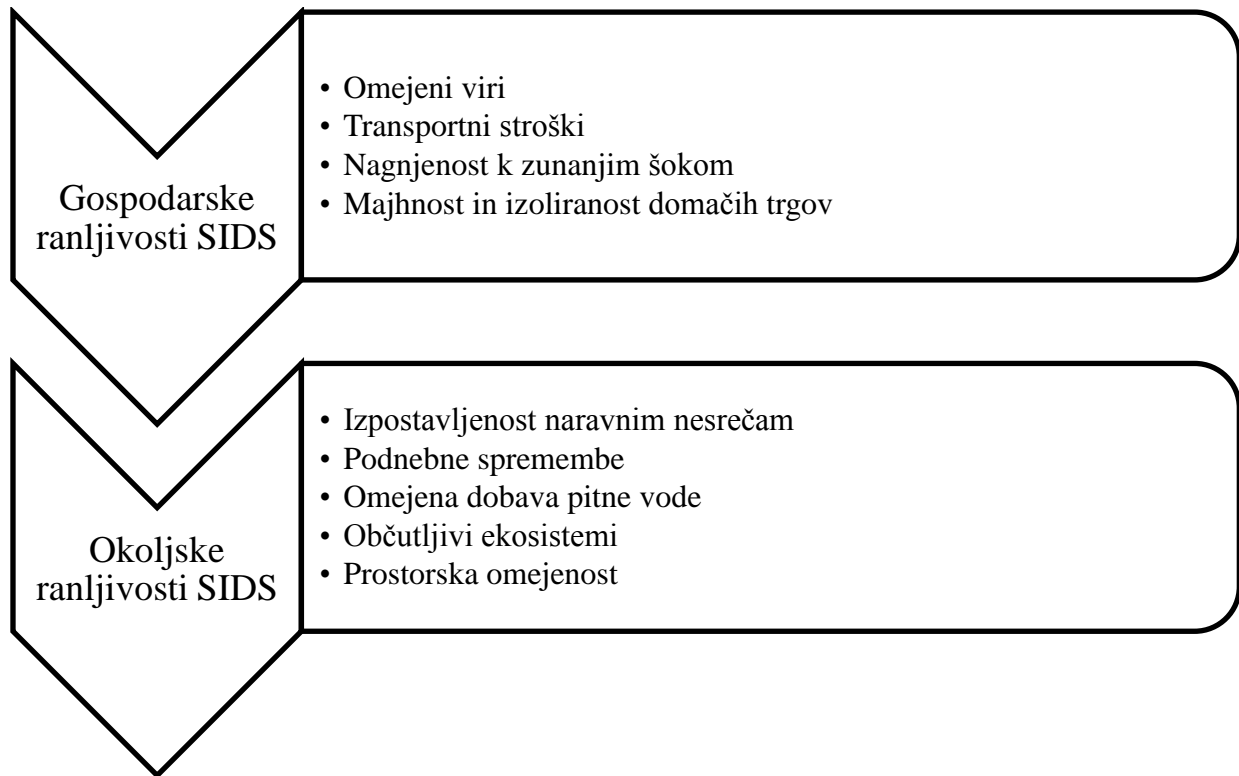 Gospodarske
ranljivosti SIDS
• Omejeni viri
• Transportni stroški
• Nagnjenost k zunanjim šokom
• Majhnost in izoliranost domačih trgov
Okoljske
ranljivosti SIDS
• Izpostavljenost naravnim nesrečam
• Podnebne spremembe
• Omejena dobava pitne vode
• Občutljivi ekosistemi
• Prostorska omejenost